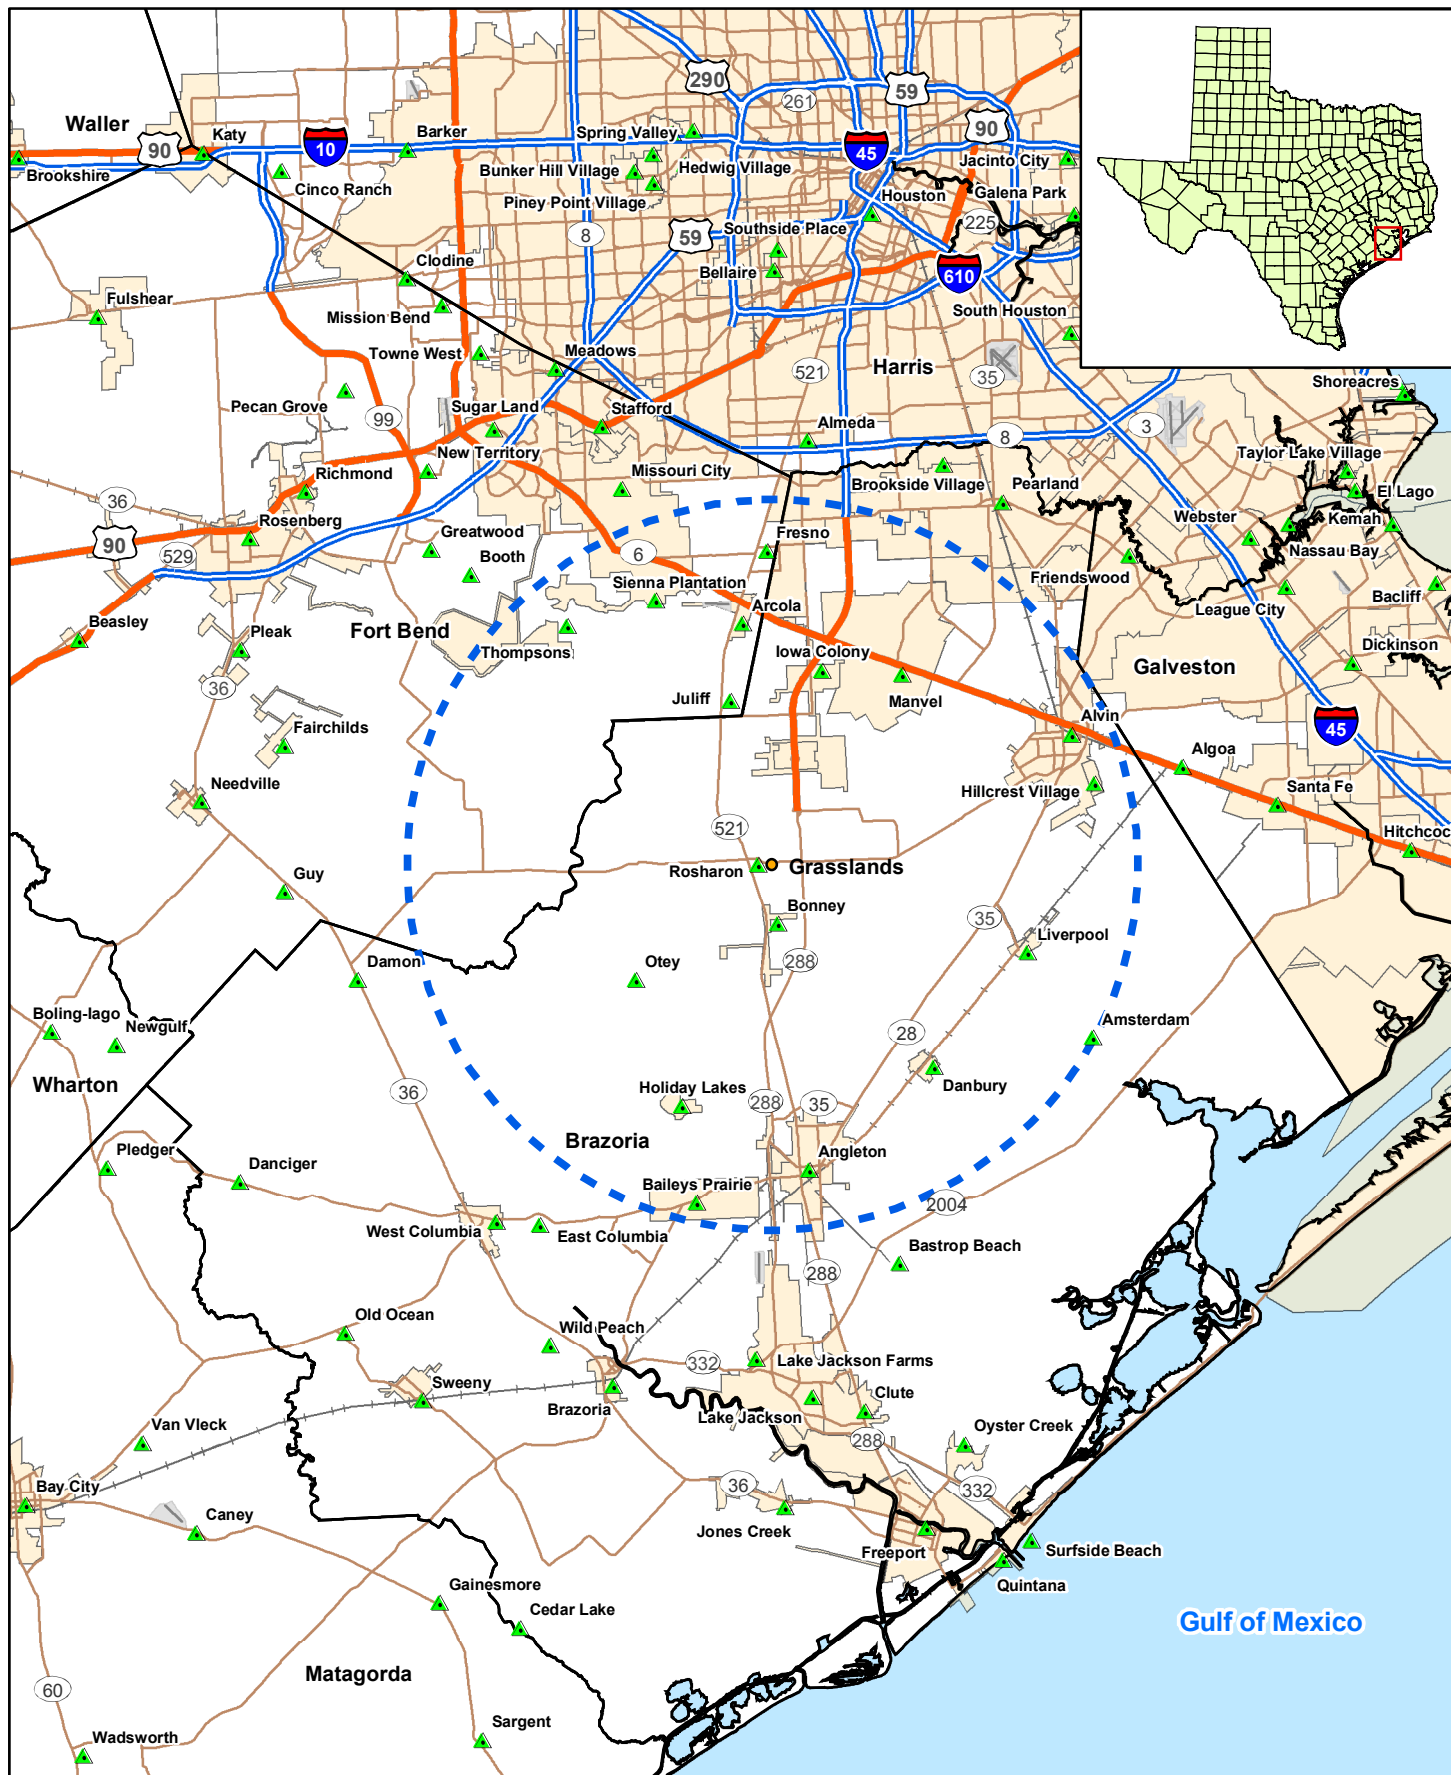 290
59
261
Waller
90
Katy
10
Barker
Spring Valley
45
90
Jacinto City
Brookshire
Cinco Ranch
Bunker Hill Village
Hedwig Village
Piney Point Village
Houston
Galena Park
225
8
59
Southside Place
Clodine
Bellaire
610
Fulshear
Mission Bend
South Houston
Towne West
Meadows
521
Harris
35
Shoreacres
Pecan Grove
99
Sugar Land
Stafford
Almeda
8
3
New Territory
Richmond
Missouri City
Taylor Lake Village
36
Brookside Village
Pearland
El Lago
Rosenberg
Webster
Kemah
90
529
Greatwood
Booth
Fresno
6
Nassau Bay
Friendswood
Sienna Plantation
Arcola
League City
Bacliff
Beasley
Pleak
Fort Bend
Thompsons
Iowa Colony
Dickinson
Galveston
36
Juliff
Manvel
Fairchilds
Alvin
45
Algoa
Needville
Hillcrest Village
Santa Fe
521
Hitchcoc
Rosharon
Grasslands
Guy
Bonney
35
Liverpool
Damon
Otey
288
Boling-Iago
Newgulf
Amsterdam
28
Wharton
36
Holiday Lakes
288
35
Danbury
Brazoria
Pledger
Danciger
Angleton
Baileys Prairie
2004
West Columbia
East Columbia
Bastrop Beach
288
Old Ocean
Wild Peach
332
Lake Jackson Farms
Sweeny
Brazoria
Clute
Lake Jackson
Van Vleck
Oyster Creek
288
Bay City
36
332
Caney
Jones Creek
Freeport
Surfside Beach
Quintana
Gainesmore
Cedar Lake
Gulf of Mexico
Matagorda
60
Sargent
Wadsworth